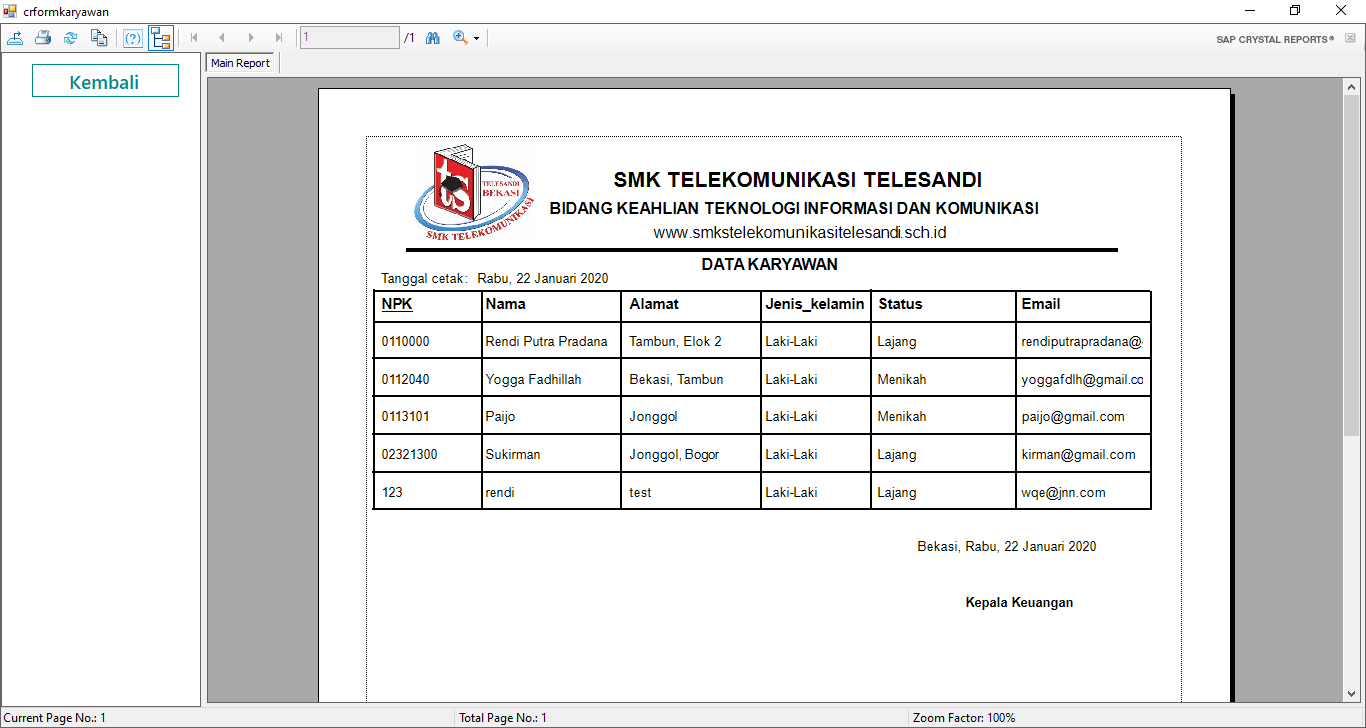 crformkaryawan
1 /1
SAP CRYSTAL REPORTS®
Kembali
Main Report
TELESANDI
BEKASI
SMK TELEKOMUNIKASI
SMK TELEKOMUNIKASI TELESANDI
BIDANG KEAHLIAN TEKNOLOGI INFORMASI DAN KOMUNIKASI
www.smkstelekomunikasitelesandi.sch.id
DATA KARYAWAN
Tanggal cetak: Rabu, 22 Januari 2020
NPK Nama Alamat Jenis_kelamin Status Email
0110000 Rendi Putra Pradana Tambun, Elok 2 Laki-Laki Lajang rendiputrapradana@
0112040 Yogga Fadhillah Bekasi, Tambun Laki-Laki Menikah yoggafdlh@gmail.co
0113101 Paijo Jonggol Laki-Laki Menikah paijo@gmail.com
02321300 Sukirman Jonggol, Bogor Laki-Laki Lajang kirman@gmail.com
123 rendi test Laki-Laki Lajang wqe@jnn.com
Bekasi, Rabu, 22 Januari 2020
Kepala Keuangan
Current Page No.: 1 Total Page No.: 1 Zoom Factor: 100%